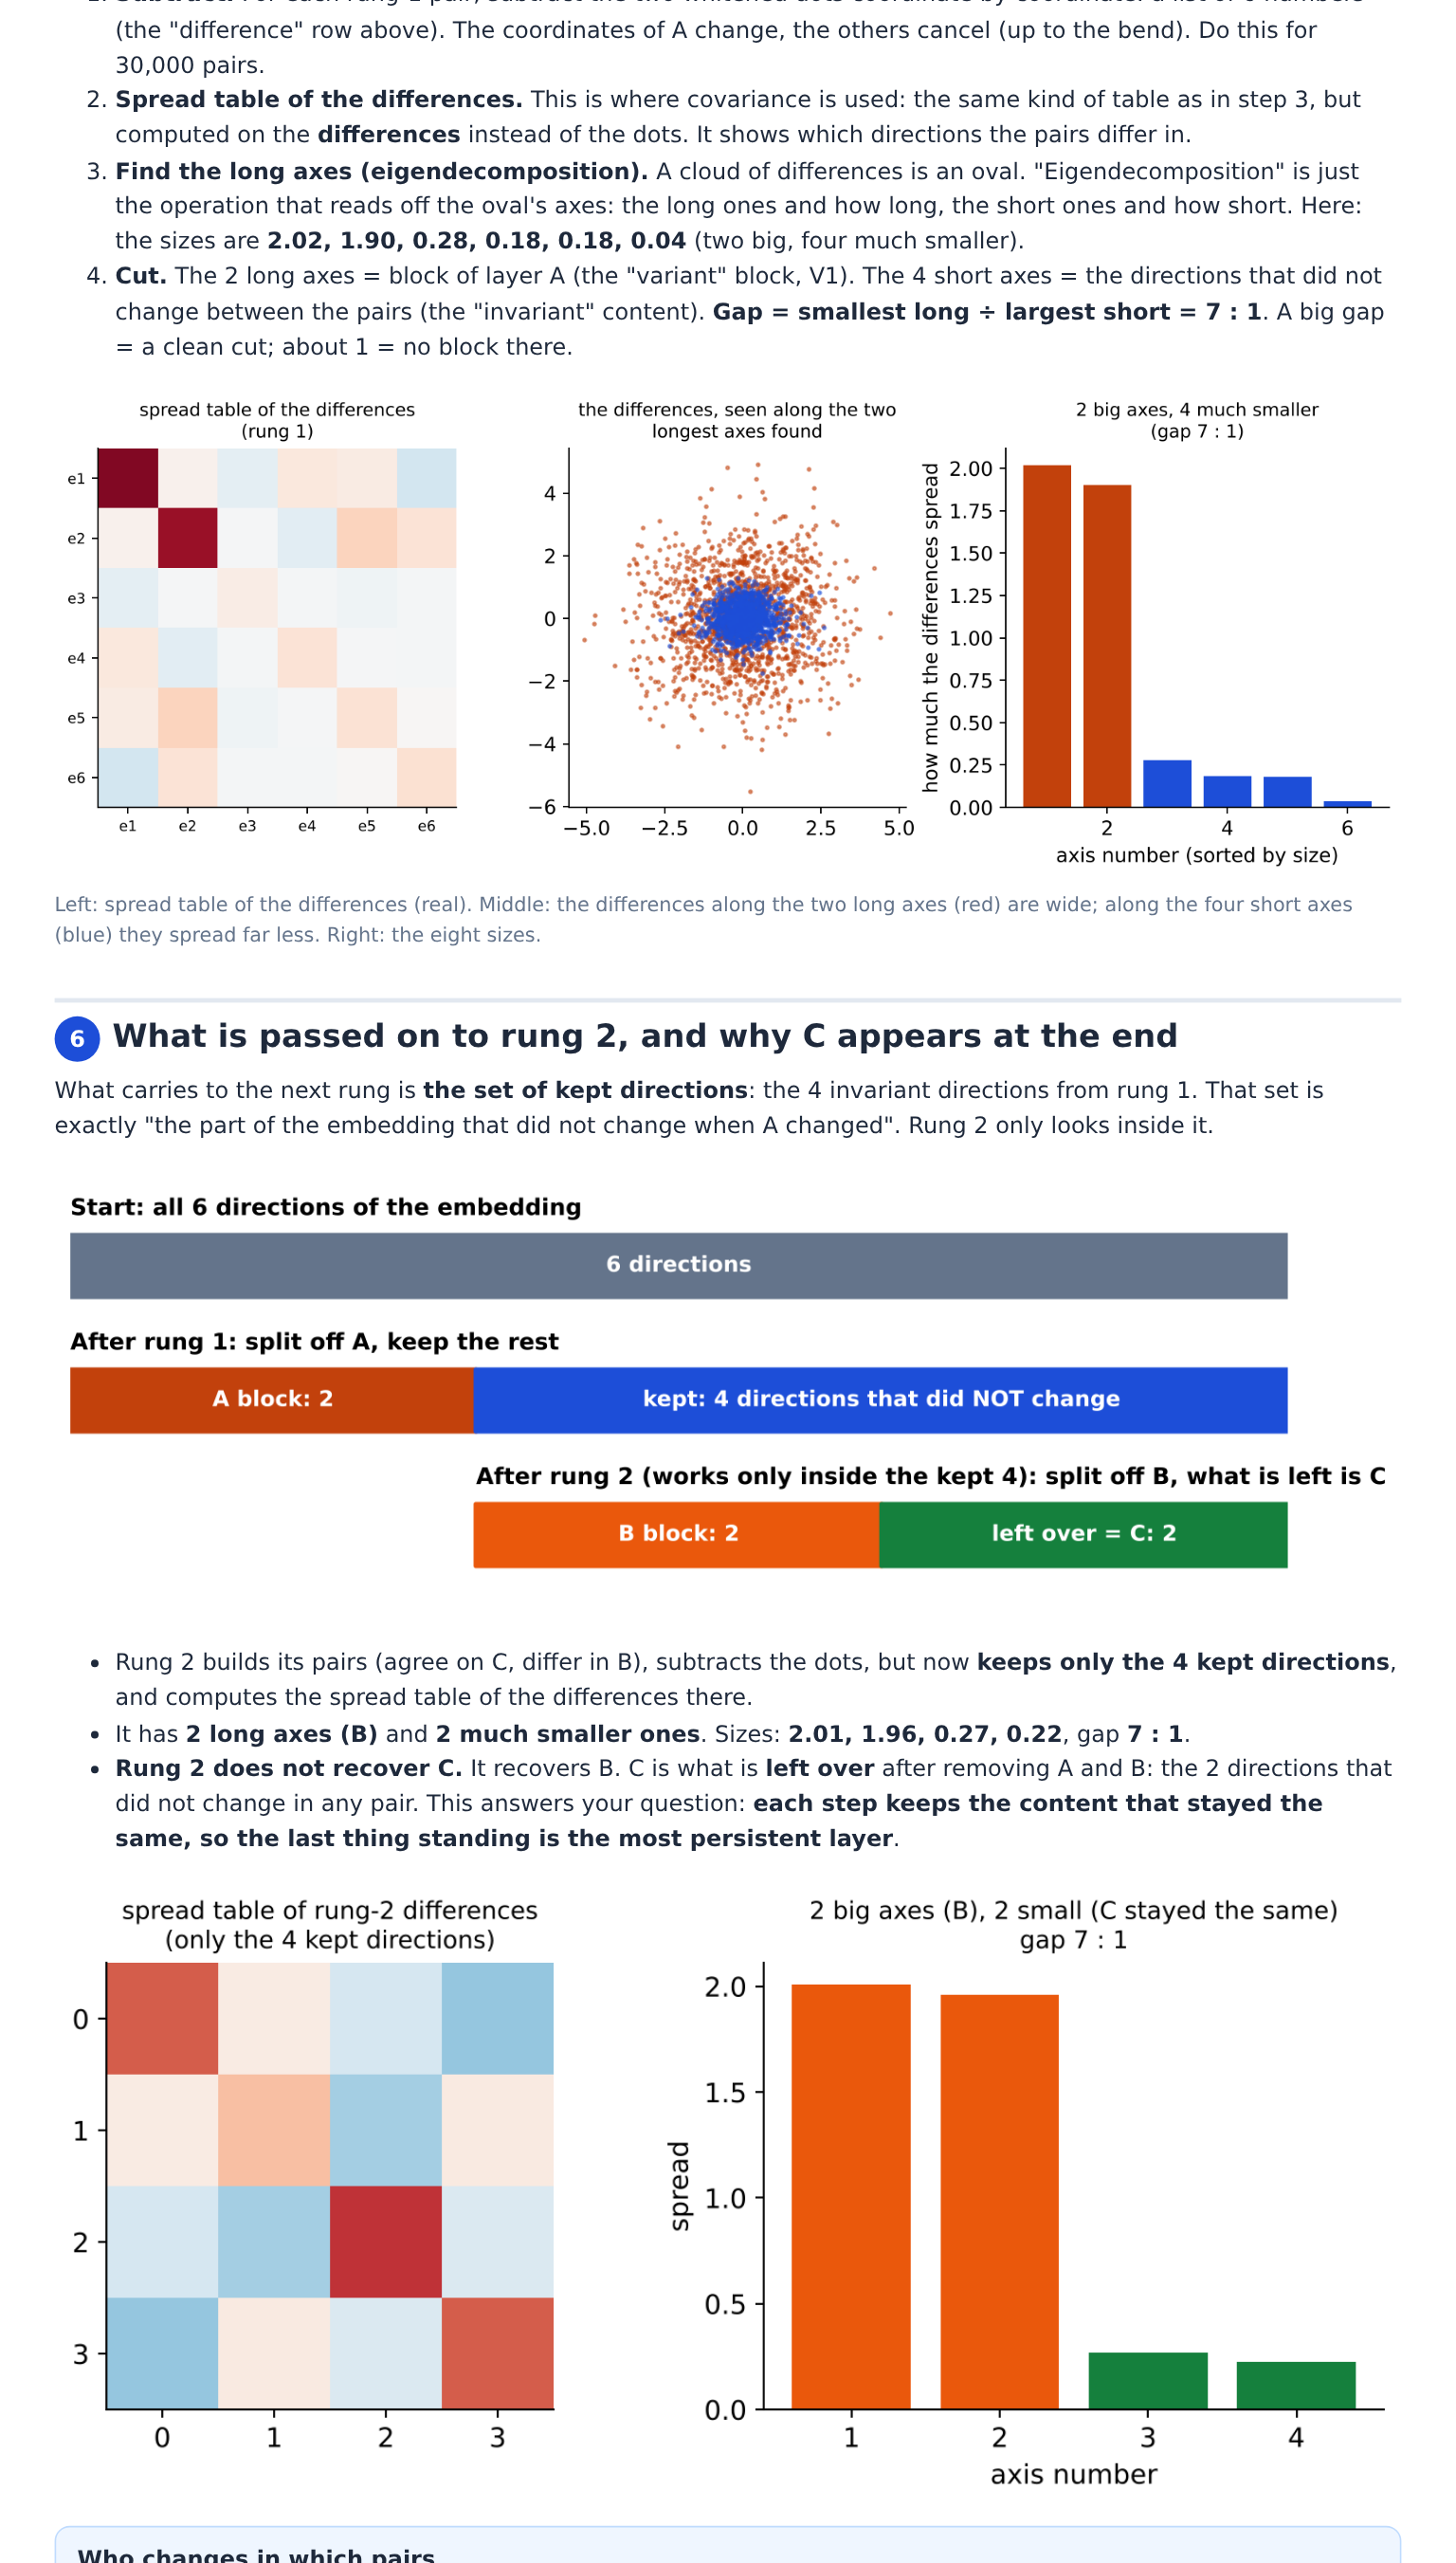 (the "difference" row above). The coordinates of A change, the others cancel (up to the bend). Do this for
30,000 pairs.
2. Spread table of the differences. This is where covariance is used: the same kind of table as in step 3, but
computed on the differences instead of the dots. It shows which directions the pairs differ in.
3. Find the long axes (eigendecomposition). A cloud of differences is an oval. "Eigendecomposition" is just
the operation that reads off the oval's axes: the long ones and how long, the short ones and how short. Here:
the sizes are 2.02, 1.90, 0.28, 0.18, 0.18, 0.04 (two big, four much smaller).
4. Cut. The 2 long axes = block of layer A (the "variant" block, V1). The 4 short axes = the directions that did not
change between the pairs (the "invariant" content). Gap = smallest long ÷ largest short = 7 : 1. A big gap
= a clean cut; about 1 = no block there.
spread table of the differences
(rung 1)
e1
e2
e3
e4
e5
e6
e1 e2 e3 e4 e5 e6
the differences, seen along the two
longest axes found
4
2
0
−2
−4
−6
−5.0 −2.5 0.0 2.5 5.0
2 big axes, 4 much smaller
(gap 7 : 1)
how much the differences spread
2.00
1.75
1.50
1.25
1.00
0.75
0.50
0.25
0.00
2 4 6
axis number (sorted by size)
Left: spread table of the differences (real). Middle: the differences along the two long axes (red) are wide; along the four short axes
(blue) they spread far less. Right: the eight sizes.
6 What is passed on to rung 2, and why C appears at the end
What carries to the next rung is the set of kept directions: the 4 invariant directions from rung 1. That set is
exactly "the part of the embedding that did not change when A changed". Rung 2 only looks inside it.
Start: all 6 directions of the embedding
6 directions
After rung 1: split off A, keep the rest
A block: 2
kept: 4 directions that did NOT change
After rung 2 (works only inside the kept 4): split off B, what is left is C
B block: 2
left over = C: 2
• Rung 2 builds its pairs (agree on C, differ in B), subtracts the dots, but now keeps only the 4 kept directions,
and computes the spread table of the differences there.
• It has 2 long axes (B) and 2 much smaller ones. Sizes: 2.01, 1.96, 0.27, 0.22, gap 7 : 1.
• Rung 2 does not recover C. It recovers B. C is what is left over after removing A and B: the 2 directions that
did not change in any pair. This answers your question: each step keeps the content that stayed the
same, so the last thing standing is the most persistent layer.
spread table of rung-2 differences
(only the 4 kept directions)
0
1
2
3
0 1 2 3
2 big axes (B), 2 small (C stayed the same)
gap 7 : 1
spread
2.0
1.5
1.0
0.5
0.0
1 2 3 4
axis number
Who changes in which pairs